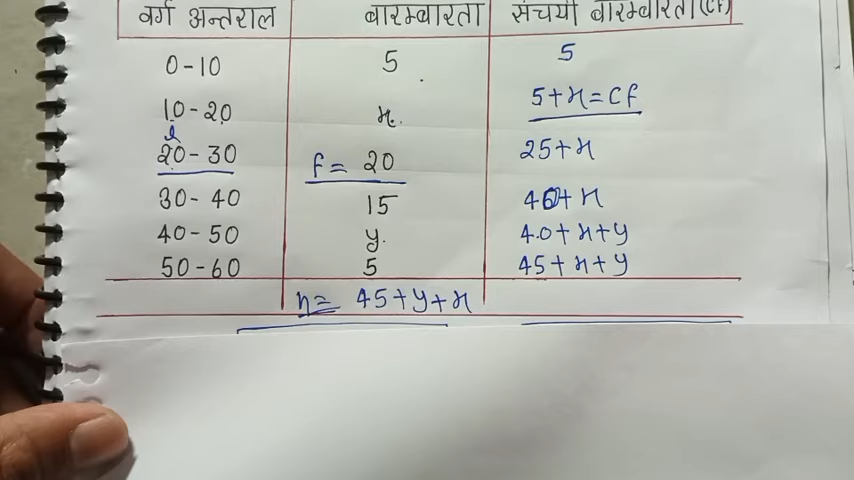 वर्ग अन्तराल बारम्बारता संचयी बारम्बारता (CF)
0-10 5 5
10-20 x. 5+x=Cf
l
20-30 f= 20 25+x
30-40 15 40+x
40-50 y. 40+x+y
50-60 5 45+x+y
n= 45+y+x